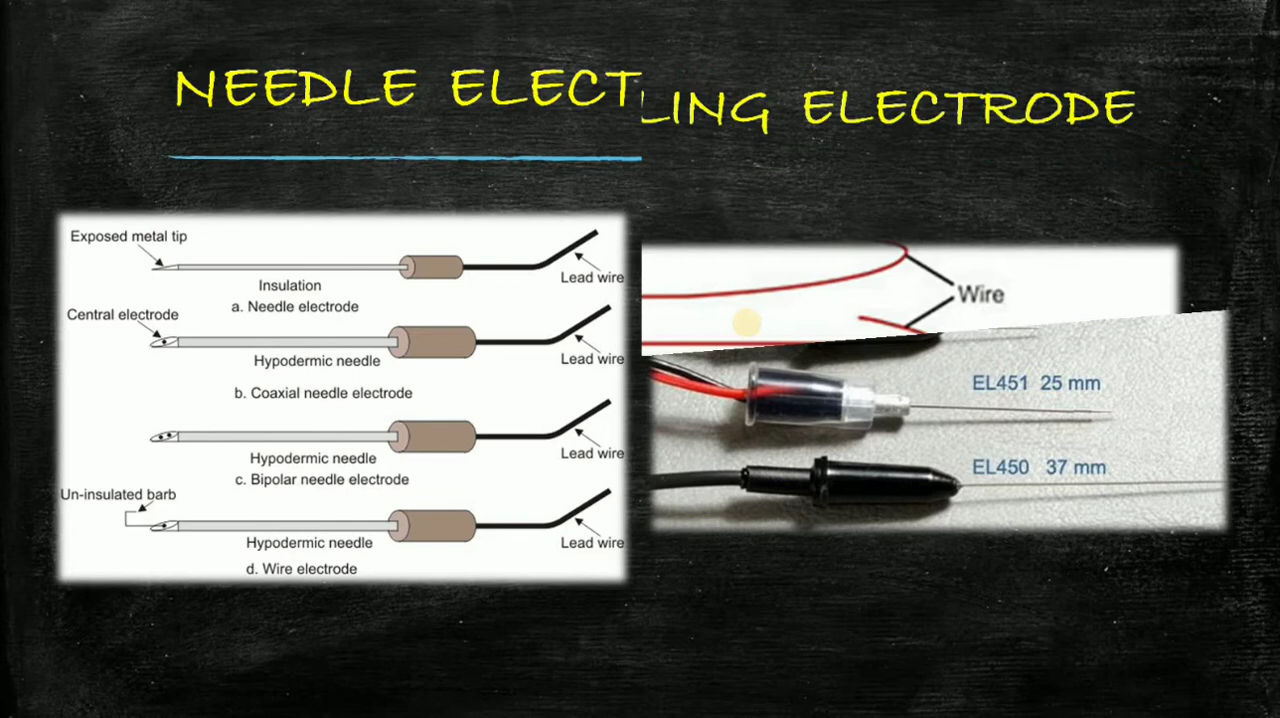 NEEDLE ELECT
LING ELECTRODE
Exposed metal tip
Insulation
Lead wire
a. Needle electrode
Central electrode
Hypodermic needle
Lead wire
b. Coaxial needle electrode
Hypodermic needle
Lead wire
c. Bipolar needle electrode
Un-insulated barb
Hypodermic needle
Lead wire
d. Wire electrode
Wire
EL451 25 mm
EL450 37 mm